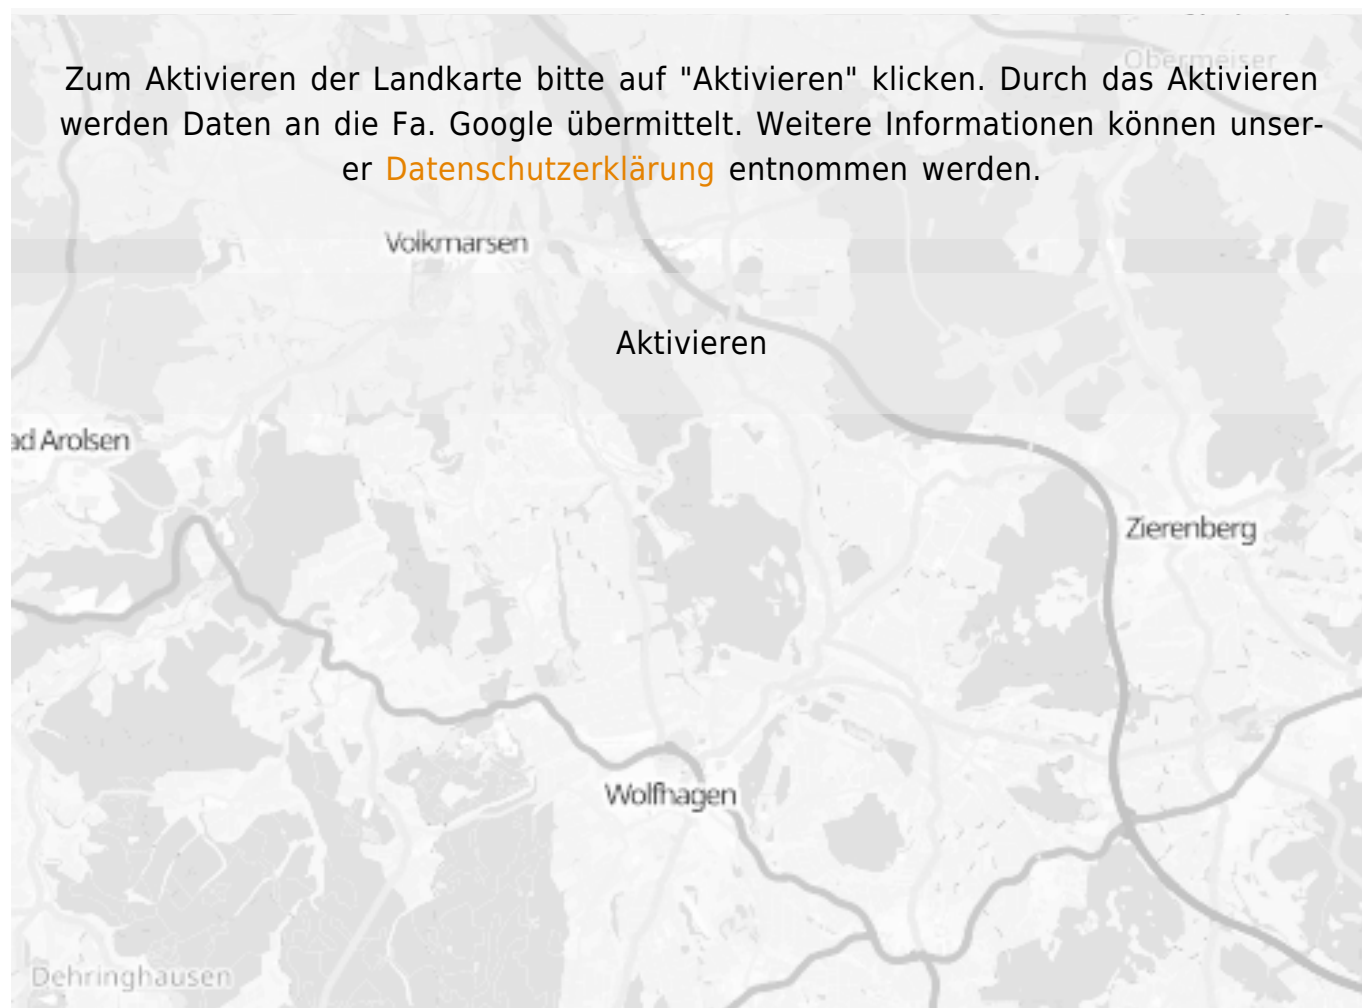 Obermeiser
Zum Aktivieren der Landkarte bitte auf "Aktivieren" klicken. Durch das Aktivieren
werden Daten an die Fa. Google übermittelt. Weitere Informationen können unser-
er Datenschutzerklärung entnommen werden.
Volkmarsen
Aktivieren
ad Arolsen
Zierenberg
Wolfhagen
Dehringhausen